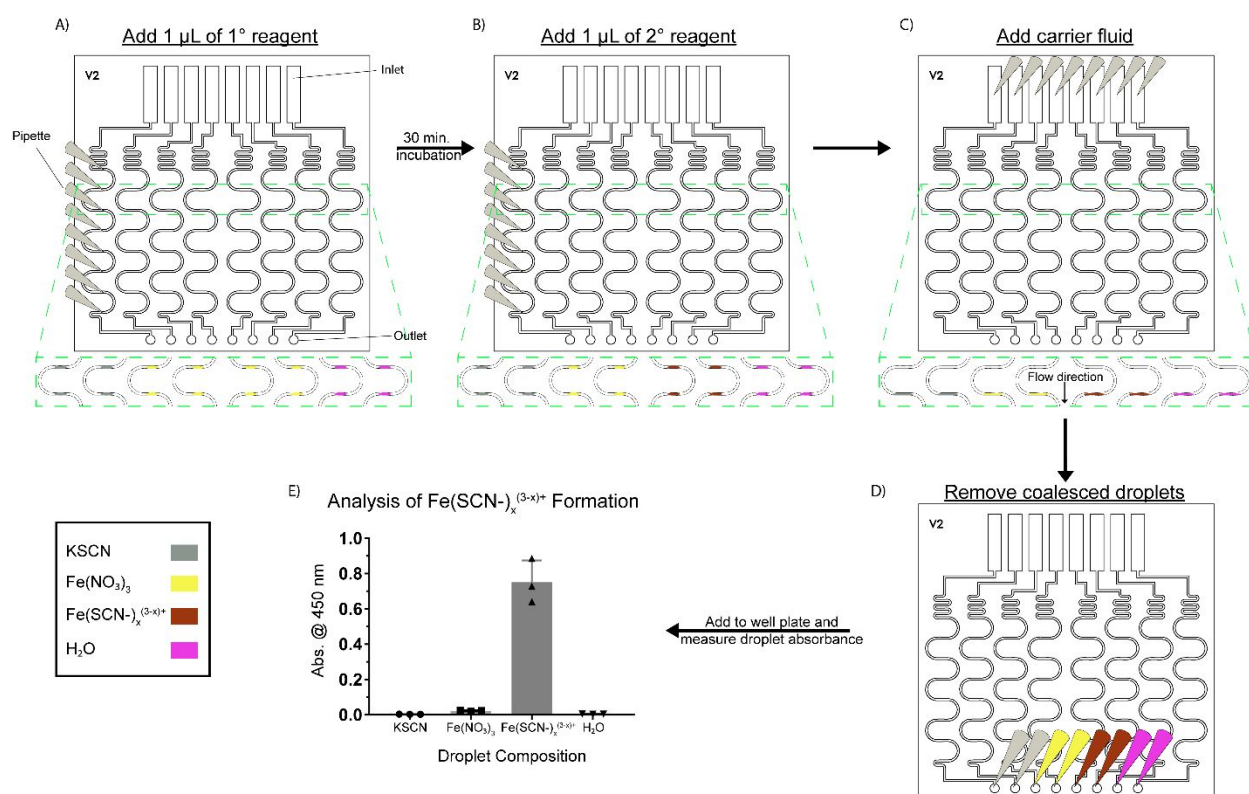 A)
Add 1 µL of 1° reagent
V2
Inlet
Pipette
Outlet
30 min.
incubation
B)
Add 1 µL of 2° reagent
V2
C)
Add carrier fluid
V2
Flow direction
D)
Remove coalesced droplets
V2
Add to well plate and
measure droplet absorbance
E)
Analysis of Fe(SCN-)ₓ⁽³⁻ˣ⁾⁺ Formation
Abs. @ 450 nm
1.0
0.8
0.6
0.4
0.2
0.0
KSCN
Fe(NO₃)₃
Fe(SCN-)ₓ⁽³⁻ˣ⁾⁺
H₂O
Droplet Composition
KSCN
Fe(NO₃)₃
Fe(SCN-)ₓ⁽³⁻ˣ⁾⁺
H₂O